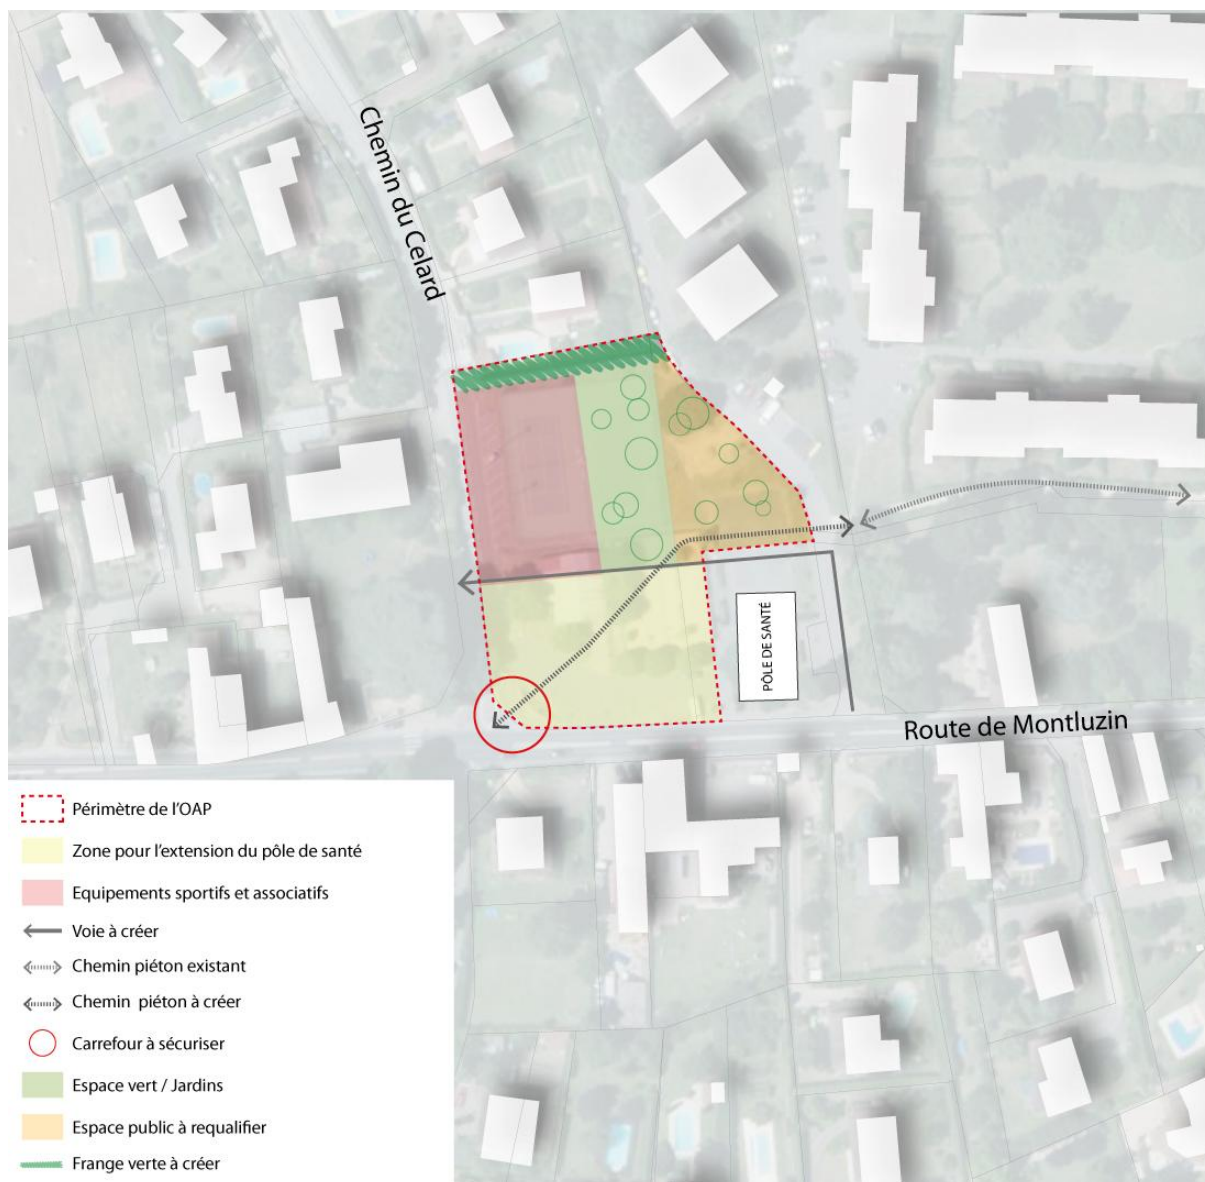 Chemin du Celard
PÔLE DE SANTÉ
Route de Montluzin
Périmètre de l'OAP
Zone pour l'extension du pôle de santé
Equipements sportifs et associatifs
Voie à créer
Chemin piéton existant
Chemin piéton à créer
Carrefour à sécuriser
Espace vert / Jardins
Espace public à requalifier
Frange verte à créer